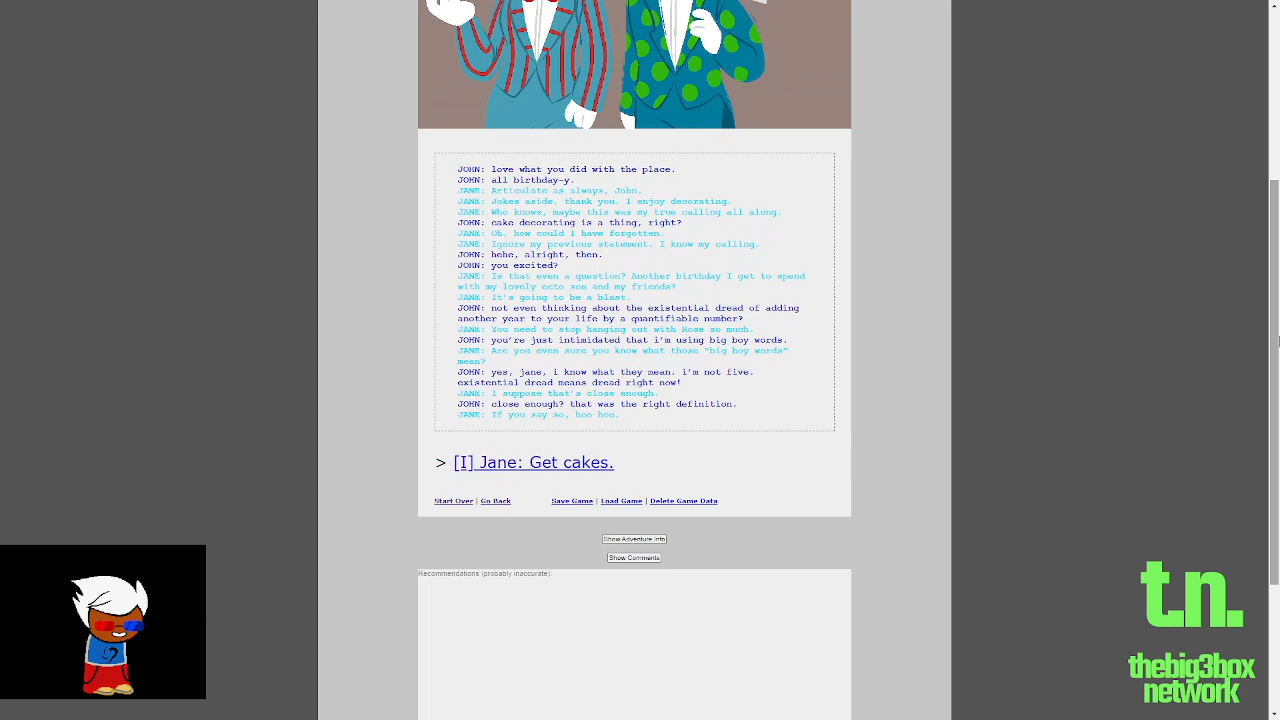 JOHN: love what you did with the place.
JOHN: all birthday-y.
JANE: Articulate as always, John.
JANE: Jokes aside, thank you. I enjoy decorating.
JANE: Who knows, maybe this was my true calling all along.
JOHN: cake decorating is a thing, right?
JANE: Oh, how could I have forgotten.
JANE: Ignore my previous statement. I know my calling.
JOHN: hehe, alright, then.
JOHN: you excited?
JANE: Is that even a question? Another birthday I get to spend
with my lovely ecto son and my friends?
JANE: It's going to be a blast.
JOHN: not even thinking about the existential dread of adding
another year to your life by a quantifiable number?
JANE: You need to stop hanging out with Rose so much.
JOHN: you're just intimidated that i'm using big boy words.
JANE: Are you even sure you know what those “big boy words”
mean?
JOHN: yes, jane, i know what they mean. i'm not five.
existential dread means dread right now!
JANE: I suppose that's close enough.
JOHN: close enough? that was the right definition.
JANE: If you say so, hoo hoo.
> [I] Jane: Get cakes.
Start Over | Go Back Save Game | Load Game | Delete Game Data
Show Adventure Info
Show Comments
Recommendations (probably inaccurate):
tn.
thebig3box
network